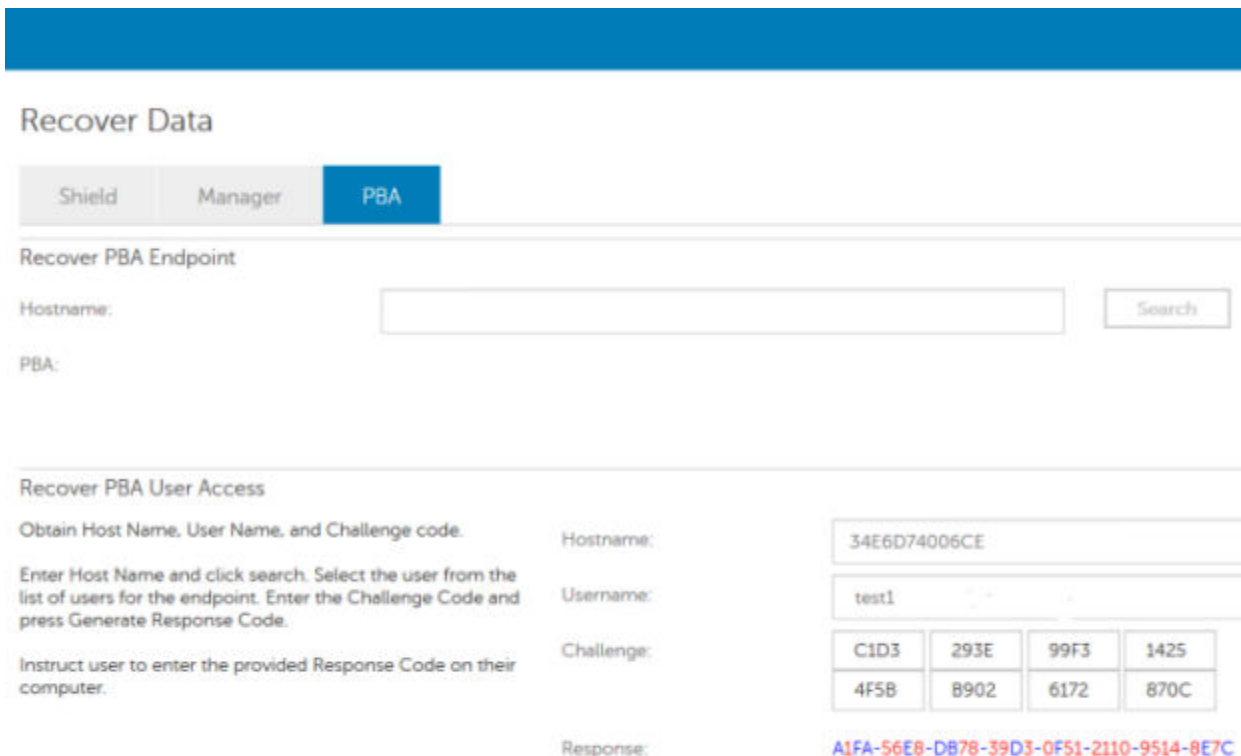 Recover Data
Shield Manager PBA
Recover PBA Endpoint
Hostname: Search
PBA:
Recover PBA User Access
Obtain Host Name, User Name, and Challenge code.
Enter Host Name and click search. Select the user from the
list of users for the endpoint. Enter the Challenge Code and
press Generate Response Code.
Instruct user to enter the provided Response Code on their
computer.
Hostname: 34E6D74006CE
Username: test1
Challenge: C1D3 293E 99F3 1425
4F5B B902 6172 870C
Response: A1FA-56E8-DB78-39D3-0F51-2110-9514-8E7C